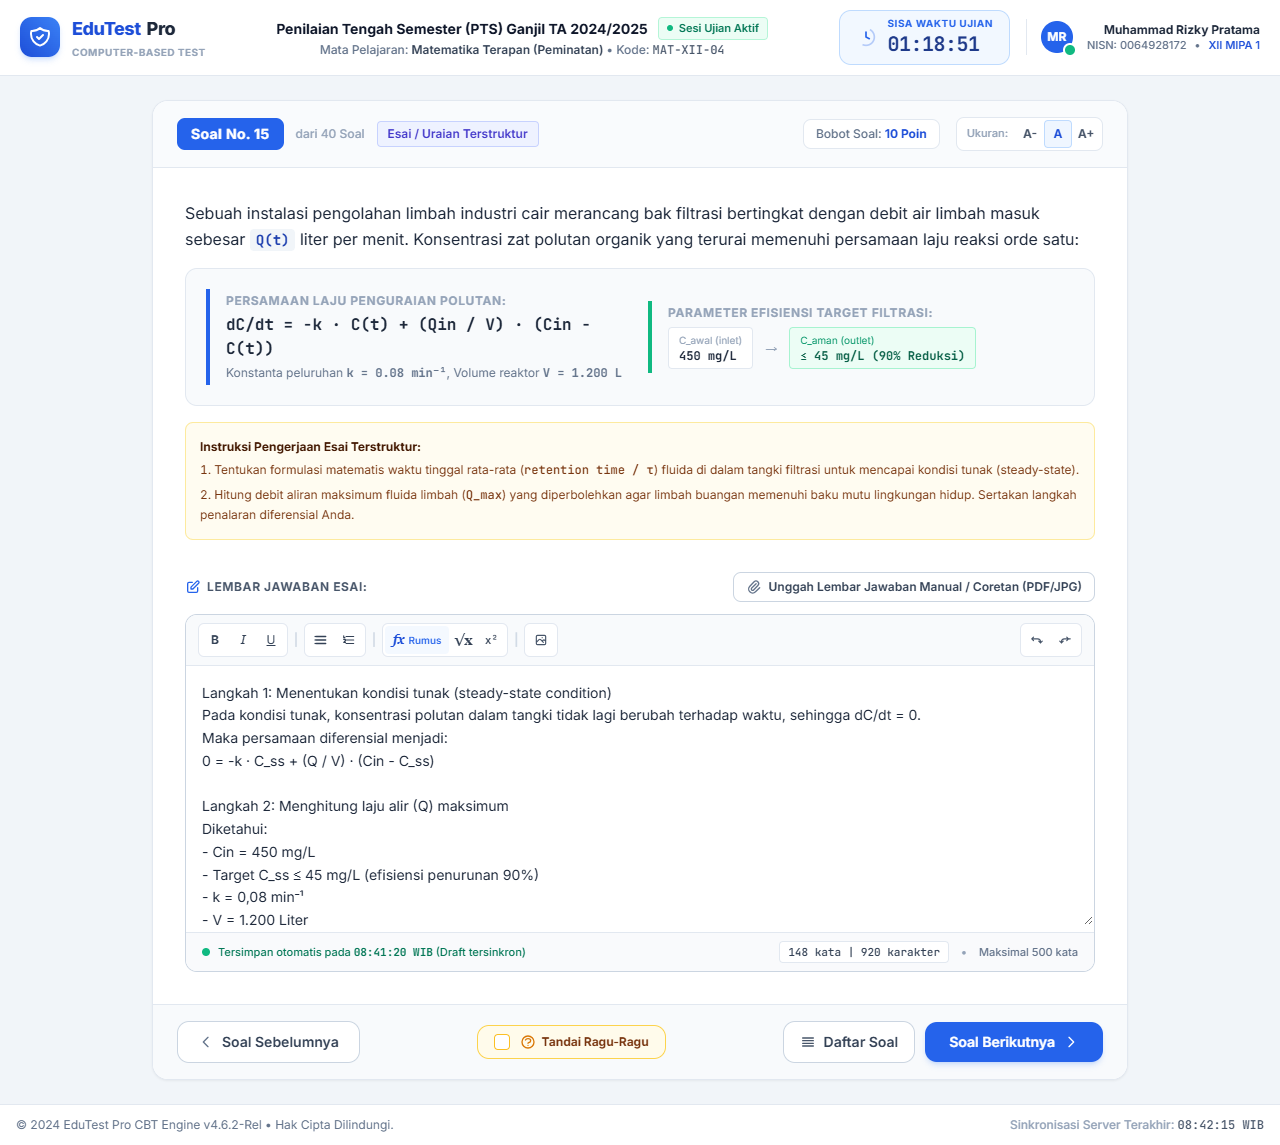 EduTest Pro
COMPUTER-BASED TEST
Penilaian Tengah Semester (PTS) Ganjil TA 2024/2025
Sesi Ujian Aktif
Mata Pelajaran: Matematika Terapan (Peminatan) • Kode: MAT-XII-04
SISA WAKTU UJIAN
01:18:51
MR
Muhammad Rizky Pratama
NISN: 0064928172 • XII MIPA 1
Soal No. 15
dari 40 Soal
Esai / Uraian Terstruktur
Bobot Soal: 10 Poin
Ukuran: A- A A+
Sebuah instalasi pengolahan limbah industri cair merancang bak filtrasi bertingkat dengan debit air limbah masuk
sebesar Q(t) liter per menit. Konsentrasi zat polutan organik yang terurai memenuhi persamaan laju reaksi orde satu:
PERSAMAAN LAJU PENGURAIAN POLUTAN:
dC/dt = -k · C(t) + (Qin / V) · (Cin -
C(t))
Konstanta peluruhan k = 0.08 min⁻¹, Volume reaktor V = 1.200 L
PARAMETER EFISIENSI TARGET FILTRASI:
C_awal (inlet)
450 mg/L
→
C_aman (outlet)
≤ 45 mg/L (90% Reduksi)
Instruksi Pengerjaan Esai Terstruktur:
1. Tentukan formulasi matematis waktu tinggal rata-rata (retention time / τ) fluida di dalam tangki filtrasi untuk mencapai kondisi tunak (steady-state).
2. Hitung debit aliran maksimum fluida limbah (Q_max) yang diperbolehkan agar limbah buangan memenuhi baku mutu lingkungan hidup. Sertakan langkah
penalaran diferensial Anda.
LEMBAR JAWABAN ESAI:
Unggah Lembar Jawaban Manual / Coretan (PDF/JPG)
B I U fx Rumus √x x²
Langkah 1: Menentukan kondisi tunak (steady-state condition)
Pada kondisi tunak, konsentrasi polutan dalam tangki tidak lagi berubah terhadap waktu, sehingga dC/dt = 0.
Maka persamaan diferensial menjadi:
0 = -k · C_ss + (Q / V) · (Cin - C_ss)
Langkah 2: Menghitung laju alir (Q) maksimum
Diketahui:
- Cin = 450 mg/L
- Target C_ss ≤ 45 mg/L (efisiensi penurunan 90%)
- k = 0,08 min⁻¹
- V = 1.200 Liter
Tersimpan otomatis pada 08:41:20 WIB (Draft tersinkron)
148 kata | 920 karakter • Maksimal 500 kata
Soal Sebelumnya
Tandai Ragu-Ragu
Daftar Soal
Soal Berikutnya
© 2024 EduTest Pro CBT Engine v4.6.2-Rel • Hak Cipta Dilindungi.
Sinkronisasi Server Terakhir: 08:42:15 WIB